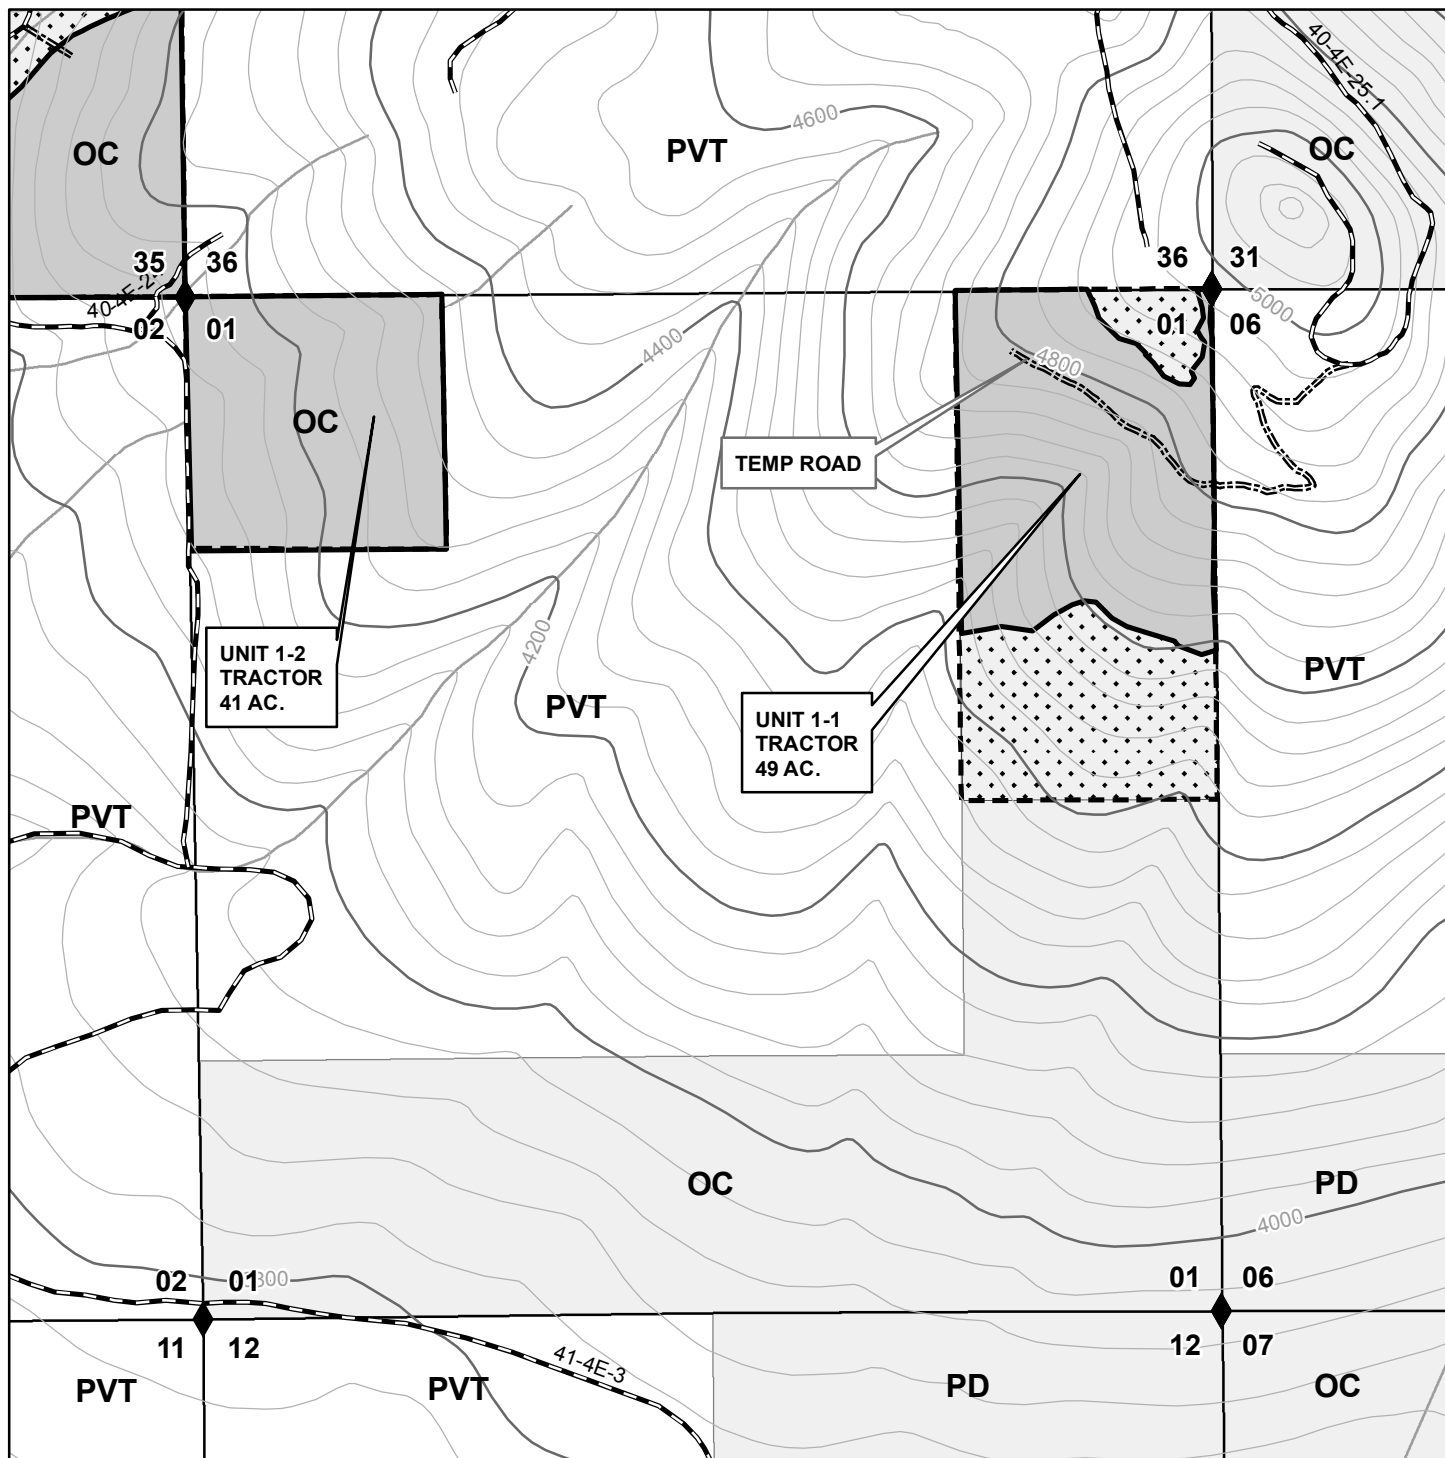 40-4E-25.1
4600
OC
PVT
OC
35
36
36
31
40-4E-2
5000
02
01
01
06
4400
4800
OC
TEMP ROAD
4200
UNIT 1-2
TRACTOR
41 AC.
PVT
PVT
UNIT 1-1
TRACTOR
49 AC.
PVT
OC
PD
4000
02
01
01
06
11
12
12
07
41-4E-3
PVT
PVT
PD
OC